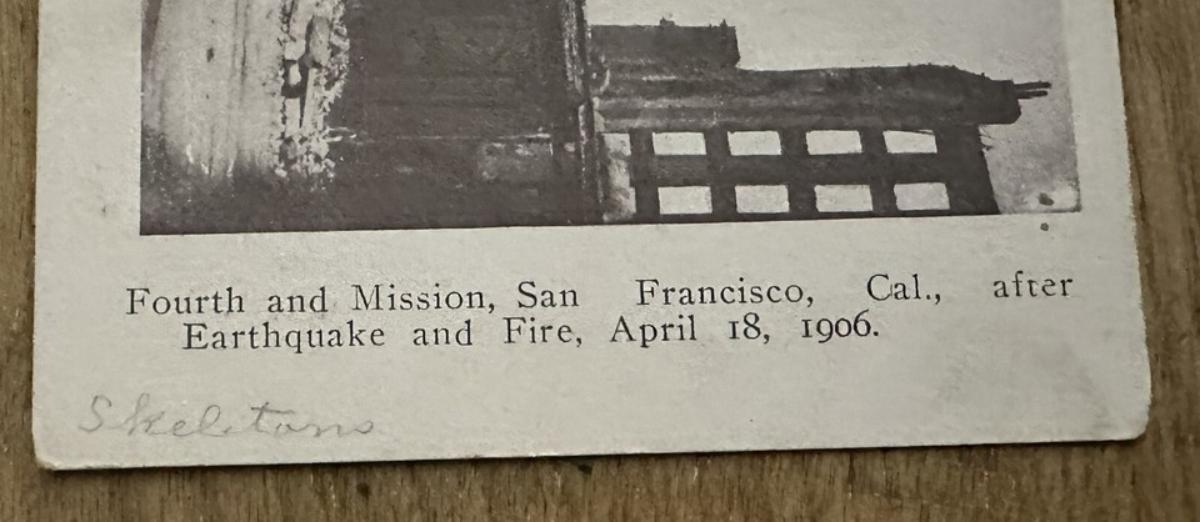 Fourth and Mission, San Francisco, Cal., after
Earthquake and Fire, April 18, 1906.
Skeletons